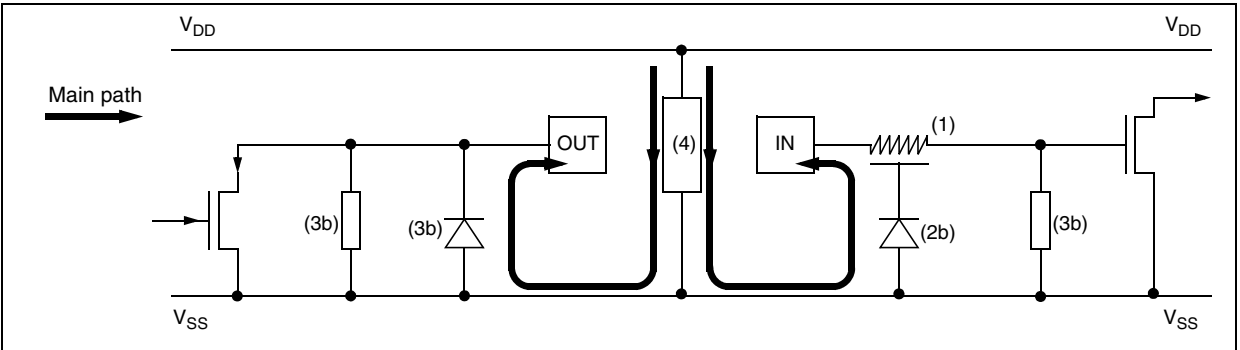 V_DD V_DD
Main path
OUT (4) IN (1)
(3b) (3b) (2b) (3b)
V_SS V_SS